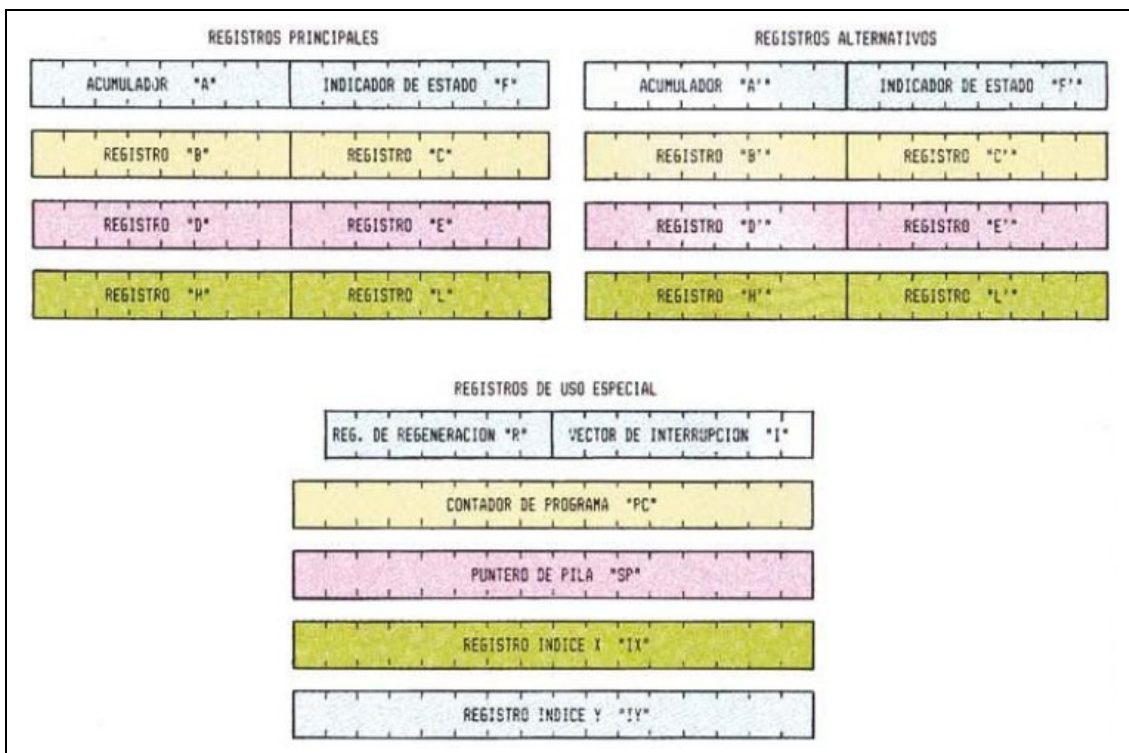 REGISTROS PRINCIPALES
ACUMULADOR "A" INDICADOR DE ESTADO "F"
REGISTRO "B" REGISTRO "C"
REGISTRO "D" REGISTRO "E"
REGISTRO "H" REGISTRO "L"
REGISTROS ALTERNATIVOS
ACUMULADOR "A'" INDICADOR DE ESTADO "F'"
REGISTRO "B'" REGISTRO "C'"
REGISTRO "D'" REGISTRO "E'"
REGISTRO "H'" REGISTRO "L'"
REGISTROS DE USO ESPECIAL
REG. DE REGENERACION "R" VECTOR DE INTERRUPCION "I"
CONTADOR DE PROGRAMA "PC"
PUNTERO DE PILA "SP"
REGISTRO INDICE X "IX"
REGISTRO INDICE Y "IY"